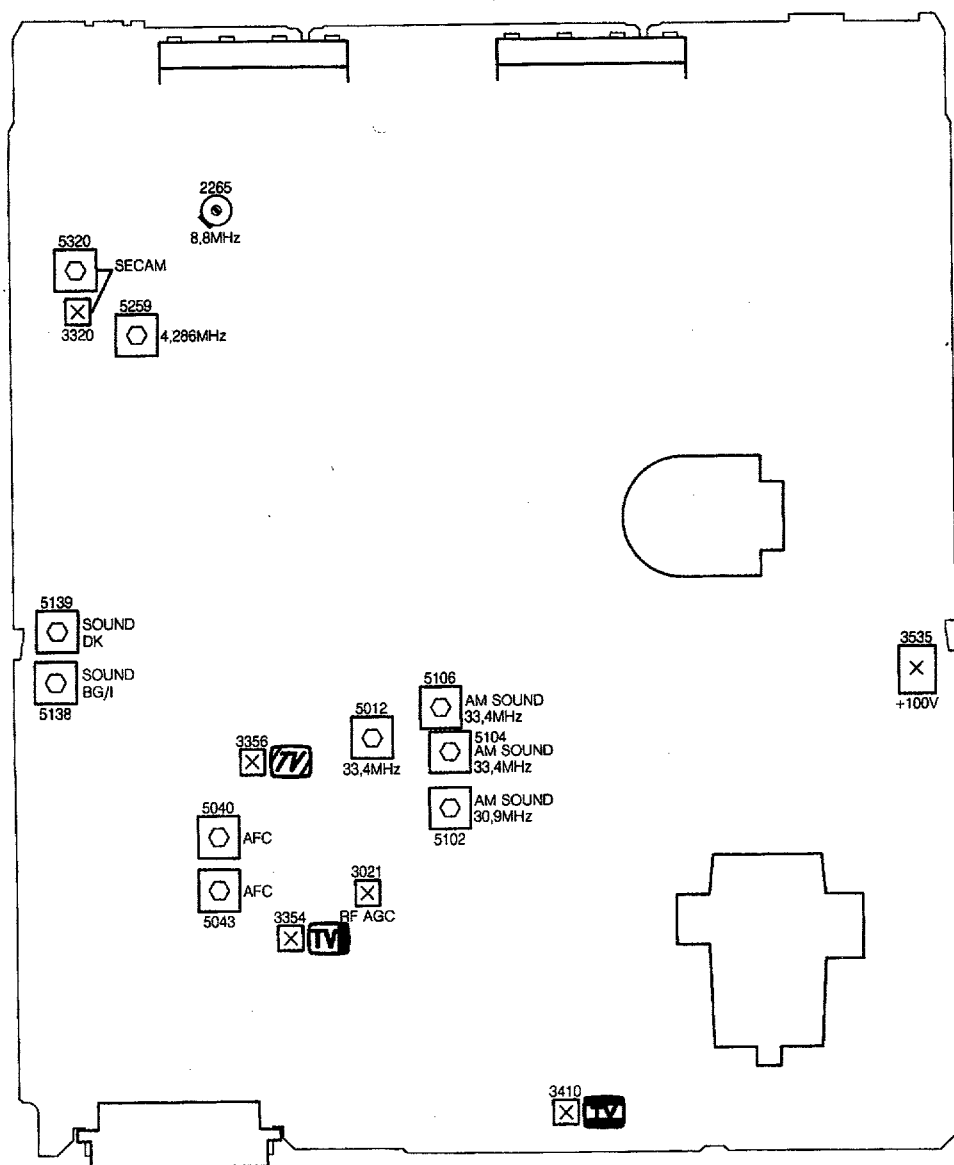 2265
8,8MHz
5320
SECAM
3320
5259
4,286MHz
5139
SOUND
DK
SOUND
BG/I
5138
3535
+100V
5106
AM SOUND
33,4MHz
5012
33,4MHz
5104
AM SOUND
33,4MHz
3356
TV
AM SOUND
30,9MHz
5102
5040
AFC
AFC
5043
3021
RF AGC
3354
TV
3410
TV